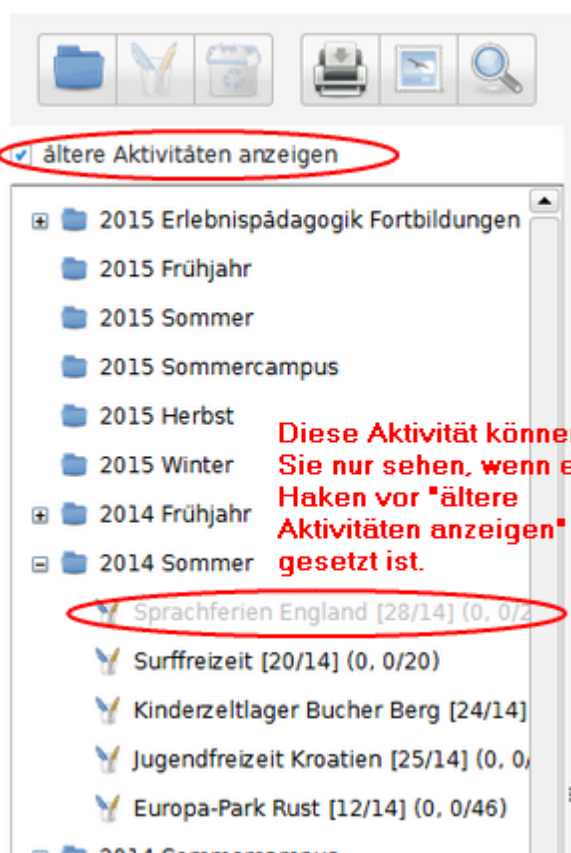 ältere Aktivitäten anzeigen
2015 Erlebnispädagogik Fortbildungen
2015 Frühjahr
2015 Sommer
2015 Sommercampus
2015 Herbst
2015 Winter
2014 Frühjahr
2014 Sommer
Diese Aktivität könne
Sie nur sehen, wenn e
Haken vor "ältere
Aktivitäten anzeigen"
gesetzt ist.
Sprachferien England [28/14] (0, 0/2
Surffreizeit [20/14] (0, 0/20)
Kinderzeltlager Bucher Berg [24/14]
Jugendfreizeit Kroatien [25/14] (0, 0/
Europa-Park Rust [12/14] (0, 0/46)
2014 Sommercampus